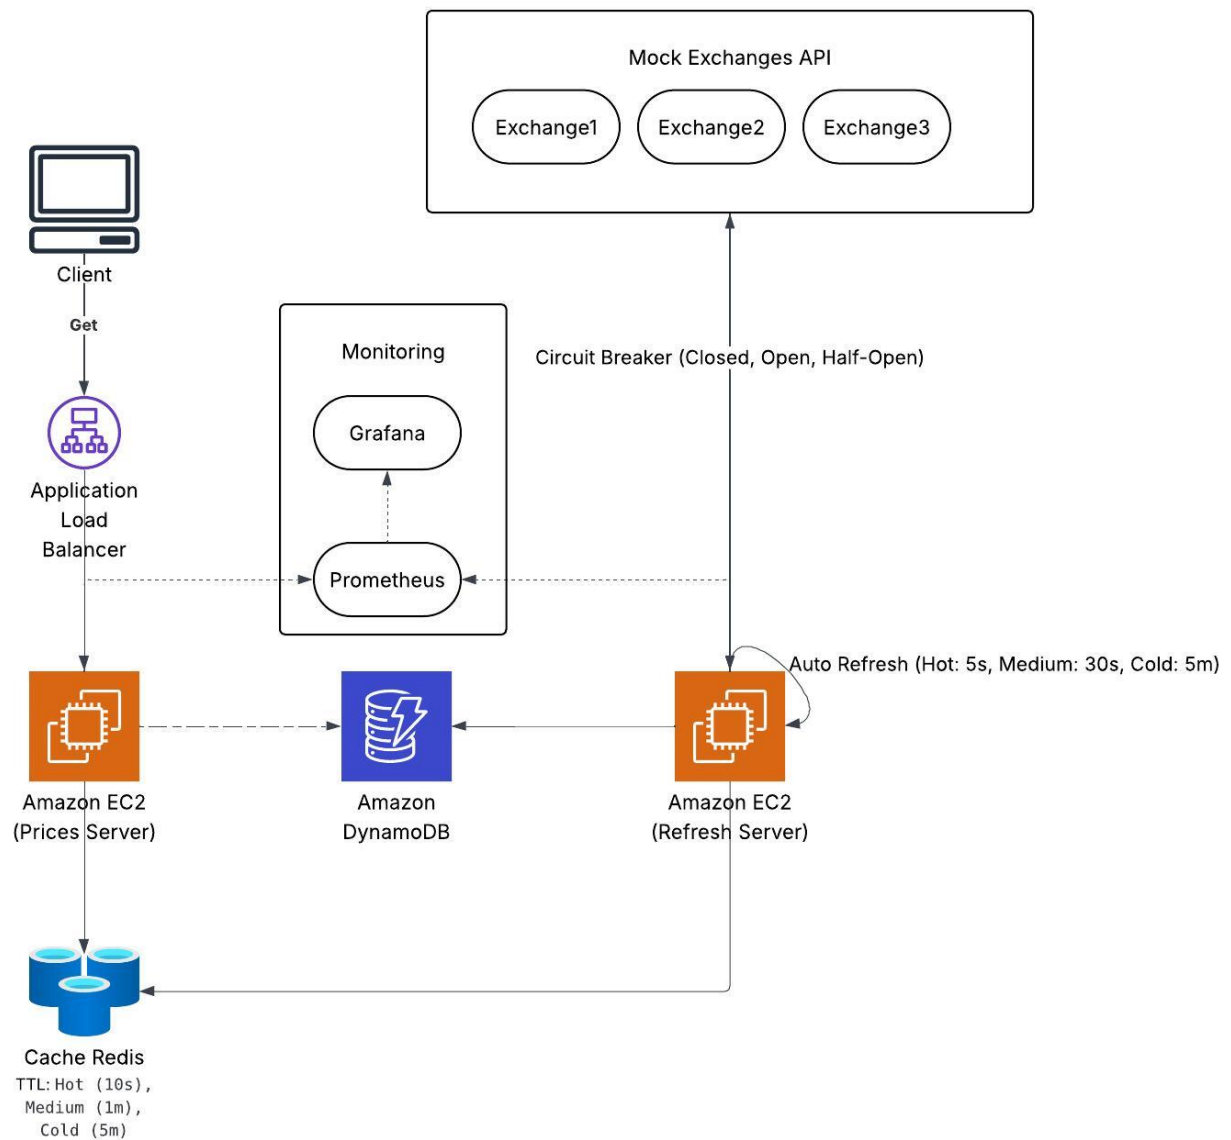 Mock Exchanges API
Exchange1
Exchange2
Exchange3
Client
Get
Monitoring
Circuit Breaker (Closed, Open, Half-Open)
Grafana
Application
Load
Balancer
Prometheus
Auto Refresh (Hot: 5s, Medium: 30s, Cold: 5m)
Amazon EC2
(Prices Server)
Amazon
DynamoDB
Amazon EC2
(Refresh Server)
Cache Redis
TTL: Hot (10s),
Medium (1m),
Cold (5m)